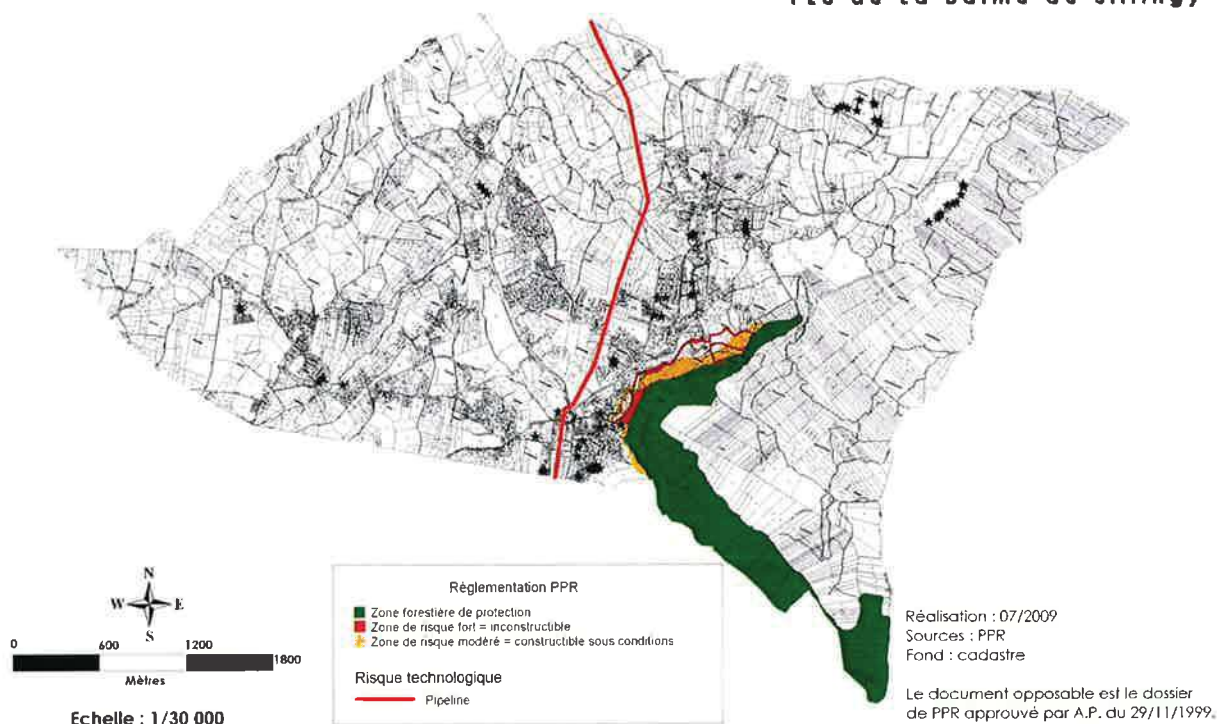 N
W E
S
0 600 1200 1800
Mètres
Echelle : 1/30 000
Règlementation PPR
Zone forestière de protection
Zone de risque fort = inconstructible
Zone de risque modéré = constructible sous conditions
Risque technologique
Pipeline
Réalisation : 07/2009
Sources : PPR
Fond : cadastre
Le document opposable est le dossier
de PPR approuvé par A.P. du 29/11/1999.